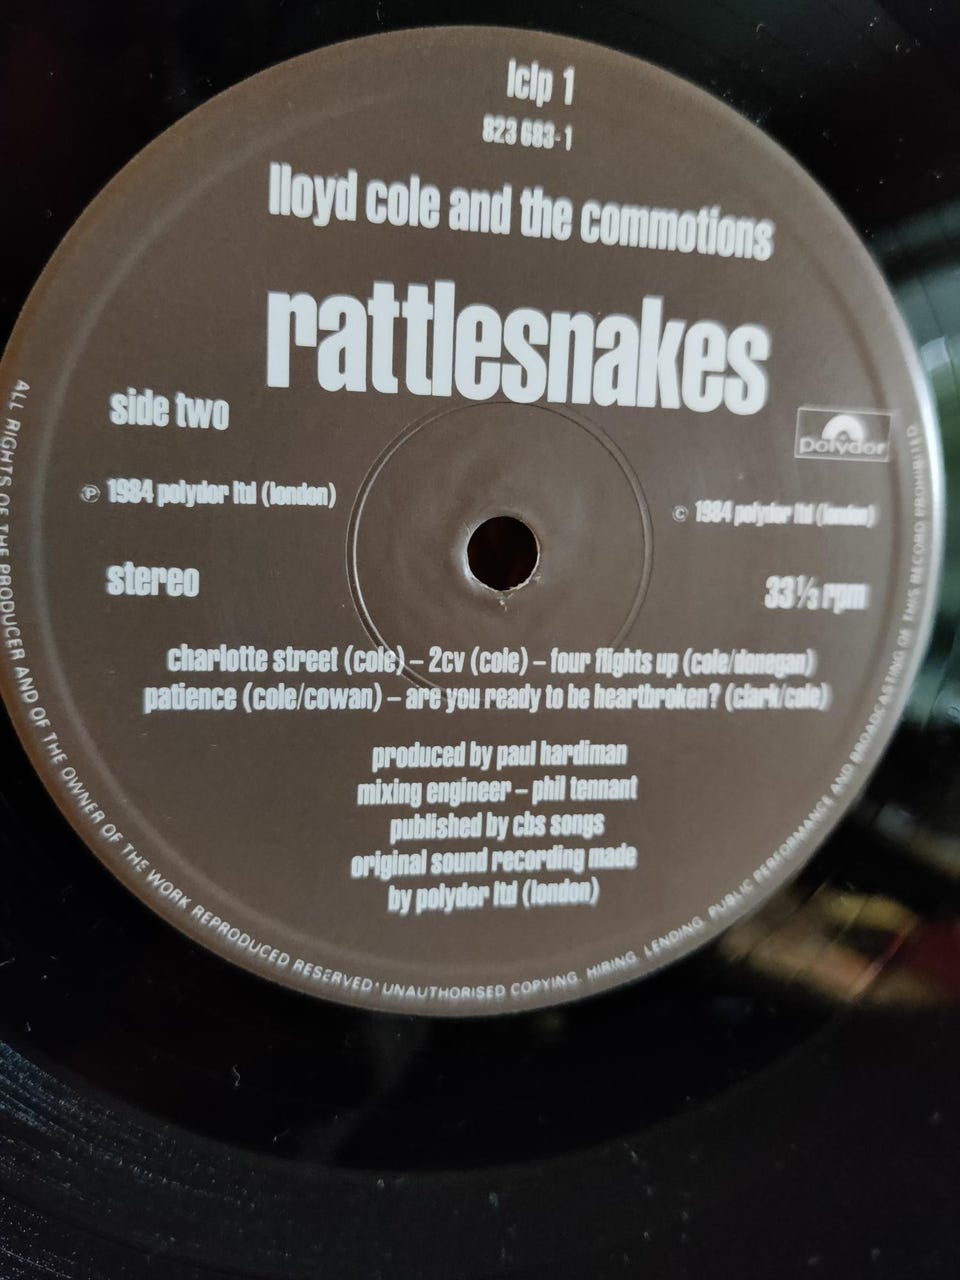 lclp 1
823 683-1
lloyd cole and the commotions
rattlesnakes
side two
polydor
℗ 1984 polydor ltd (london)
© 1984 polydor ltd (london)
stereo
33⅓ rpm
charlotte street (cole) – 2cv (cole) – four flights up (cole/donegan)
patience (cole/cowan) – are you ready to be heartbroken? (clark/cole)
produced by paul hardiman
mixing engineer – phil tennant
published by cbs songs
original sound recording made
by polydor ltd (london)
ALL RIGHTS OF THE PRODUCER AND OF THE OWNER OF THE WORK REPRODUCED RESERVED • UNAUTHORISED COPYING. HIRING. LENDING. PUBLIC PERFORMANCE AND BROADCASTING OF THIS RECORD PROHIBITED